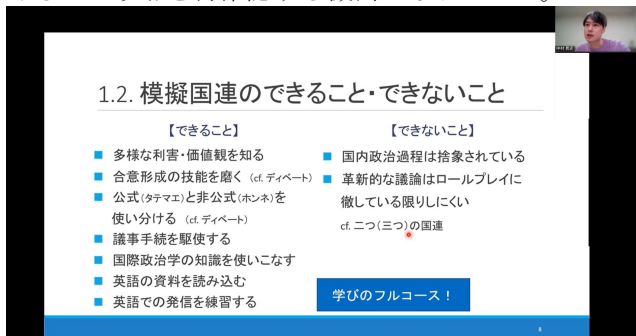 1.2. 模擬国連のできること・できないこと
【できること】
■ 多様な利害・価値観を知る
■ 合意形成の技能を磨く (cf. ディベート)
■ 公式(タテマエ)と非公式(ホンネ)を
使い分ける (cf. ディベート)
■ 議事手続を駆使する
■ 国際政治学の知識を使いこなす
■ 英語の資料を読み込む
■ 英語での発信を練習する
【できないこと】
■ 国内政治過程は捨象されている
■ 革新的な議論はロールプレイに
徹している限りしにくい
cf. 二つ(三つ)の国連
学びのフルコース！
8